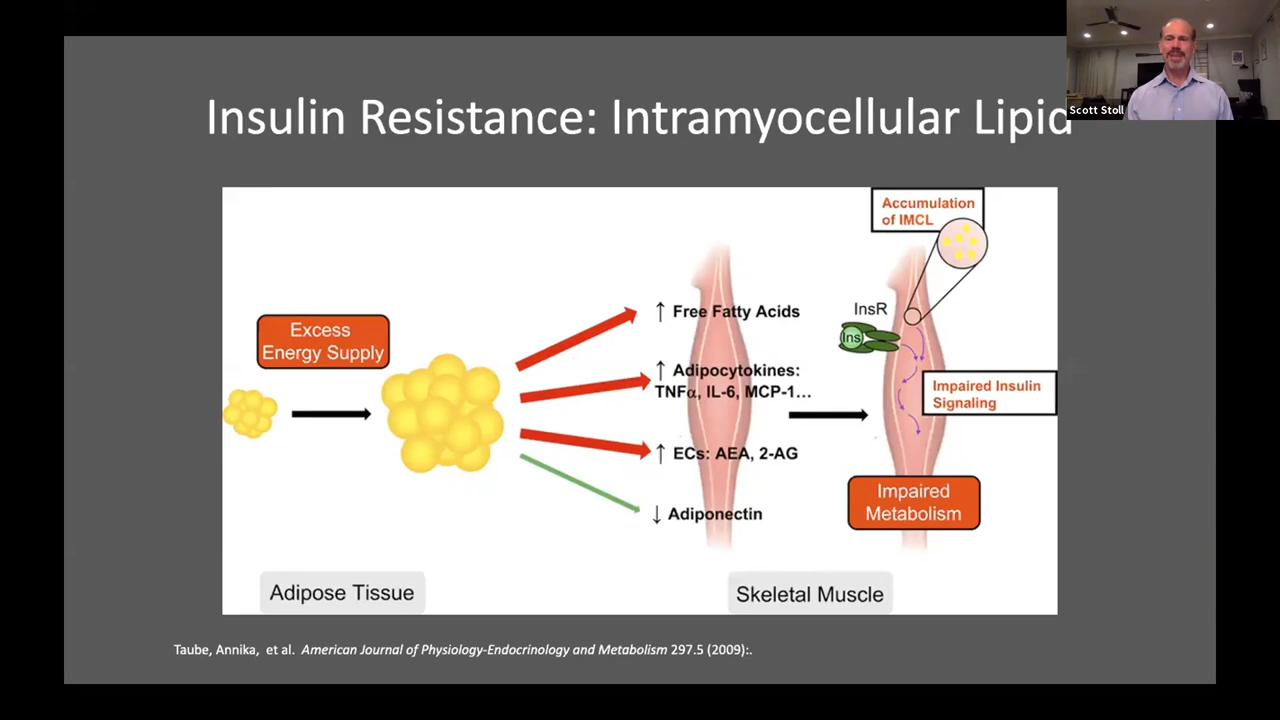 Scott Stoll
Insulin Resistance: Intramyocellular Lipid
Accumulation
of IMCL
Excess
Energy Supply
↑ Free Fatty Acids
InsR
Ins
↑ Adipocytokines:
TNFα, IL-6, MCP-1...
Impaired Insulin
Signaling
↑ ECs: AEA, 2-AG
Impaired
Metabolism
↓ Adiponectin
Adipose Tissue
Skeletal Muscle
Taube, Annika, et al. American Journal of Physiology-Endocrinology and Metabolism 297.5 (2009):.